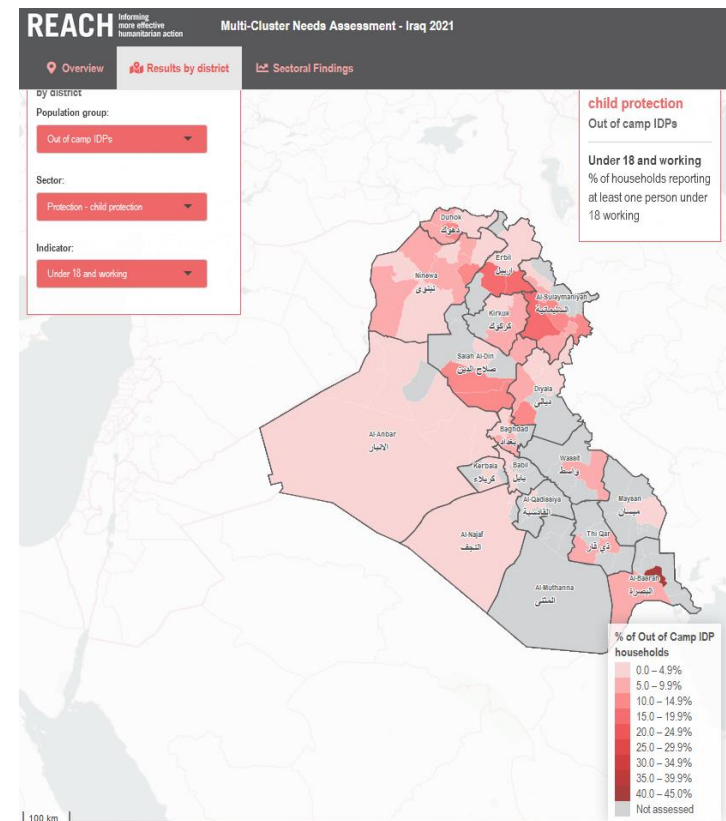 REACH Informing more effective humanitarian action
Multi-Cluster Needs Assessment - Iraq 2021
Overview
Results by district
Sectoral Findings
by district
Population group:
Out of camp IDPs
Sector:
Protection - child protection
Indicator:
Under 18 and working
child protection
Out of camp IDPs
Under 18 and working
% of households reporting
at least one person under
18 working
Duhok
دهوك
Erbil
اربيل
Ninewa
نينوى
Al-Sulaymaniyah
السليمانية
Kirkuk
كركوك
Salah Al-Din
صلاح الدين
Diyala
ديالى
Al-Anbar
الانبار
Baghdad
بغداد
Wassit
واسط
Kerbala
كربلاء
Babil
بابل
Al-Qadissiya
القادسية
Maysan
ميسان
Al-Najaf
النجف
Thi Qar
ذي قار
Al-Muthanna
المثنى
Al-Basrah
البصرة
% of Out of Camp IDP
households
0.0 – 4.9%
5.0 – 9.9%
10.0 – 14.9%
15.0 – 19.9%
20.0 – 24.9%
25.0 – 29.9%
30.0 – 34.9%
35.0 – 39.9%
40.0 – 45.0%
Not assessed
100 km